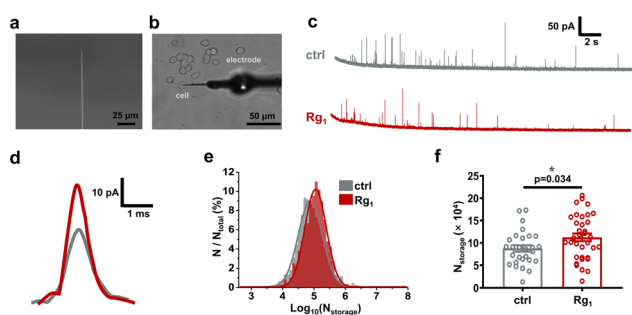 a
25 μm
b
electrode
cell
50 μm
c
50 pA
2 s
ctrl
Rg₁
d
10 pA
1 ms
e
N / Ntotal (%)
12
10
8
6
4
2
0
3
4
5
6
7
8
Log₁₀(Nstorage)
ctrl
Rg₁
f
*
p=0.034
Nstorage (× 10⁴)
25
20
15
10
5
0
ctrl
Rg₁